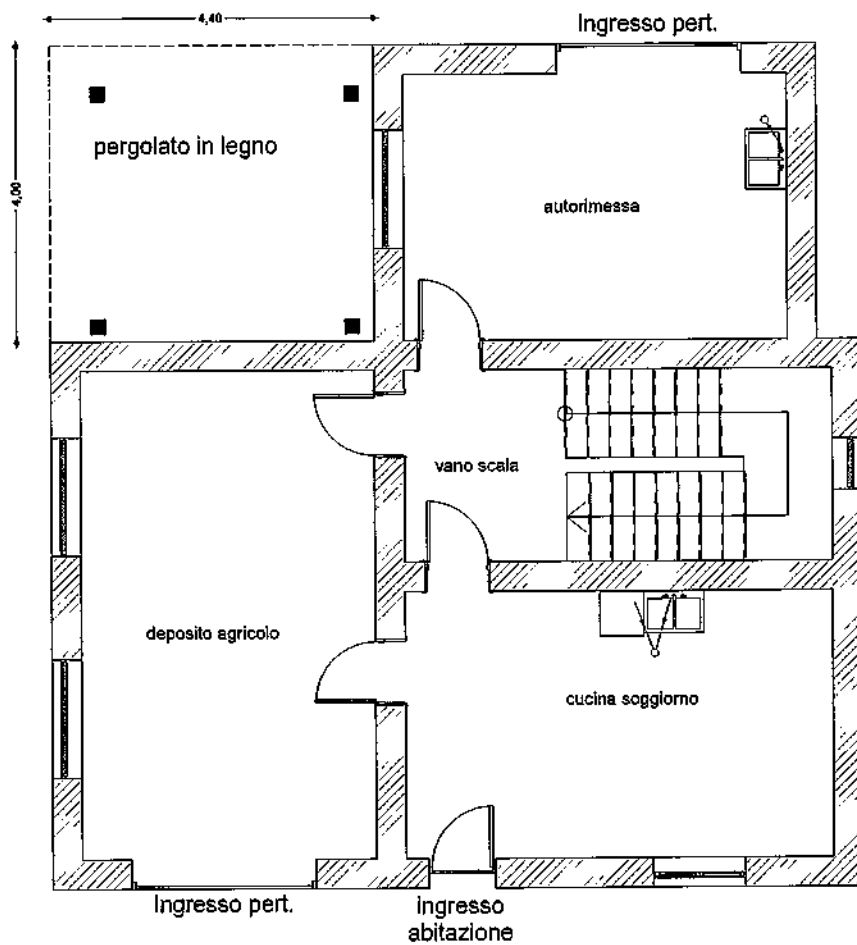 4,40
Ingresso pert.
4,00
pergolato in legno
autorimessa
vano scala
deposito agricolo
cucina soggiorno
Ingresso pert.
ingresso
abitazione